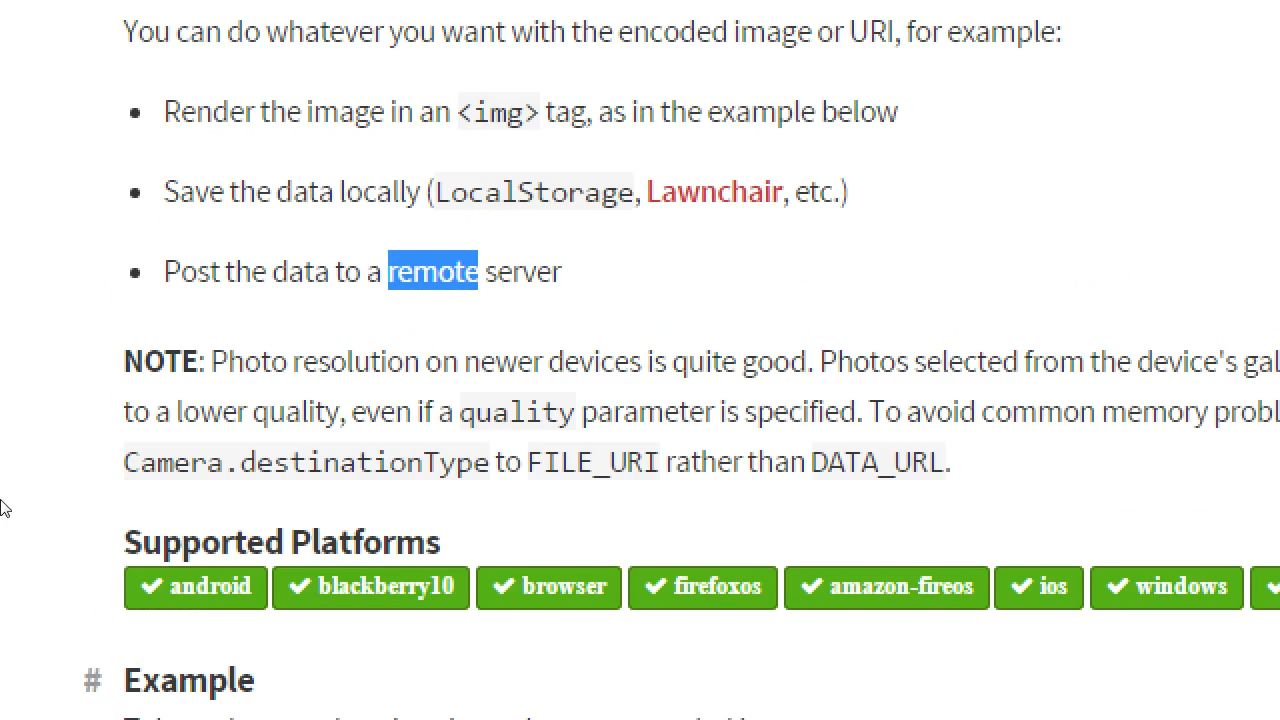 You can do whatever you want with the encoded image or URI, for example:
• Render the image in an <img> tag, as in the example below
• Save the data locally (LocalStorage, Lawnchair, etc.)
• Post the data to a remote server
NOTE: Photo resolution on newer devices is quite good. Photos selected from the device's gal
to a lower quality, even if a quality parameter is specified. To avoid common memory probl
Camera.destinationType to FILE_URI rather than DATA_URL.
Supported Platforms
✔ android ✔ blackberry10 ✔ browser ✔ firefoxos ✔ amazon-fireos ✔ ios ✔ windows ✔
# Example